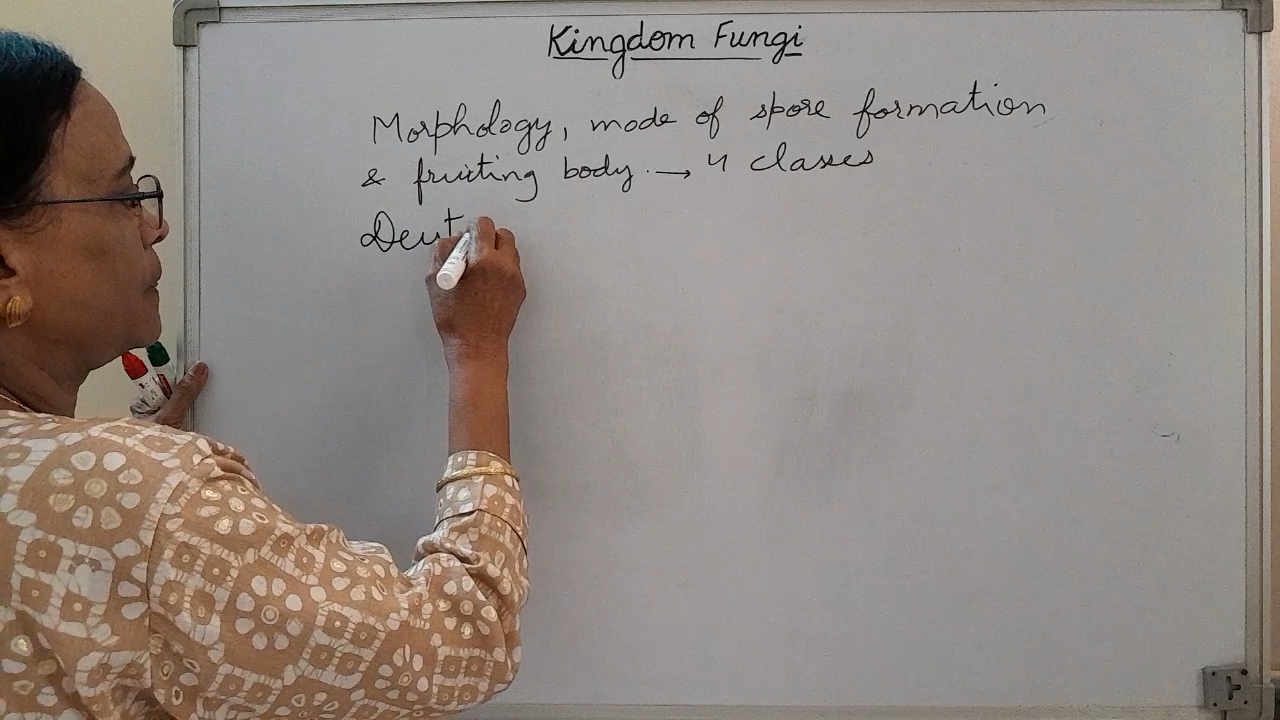 Kingdom Fungi
Morphology, mode of spore formation
& fruiting body. → 4 classes
Deut